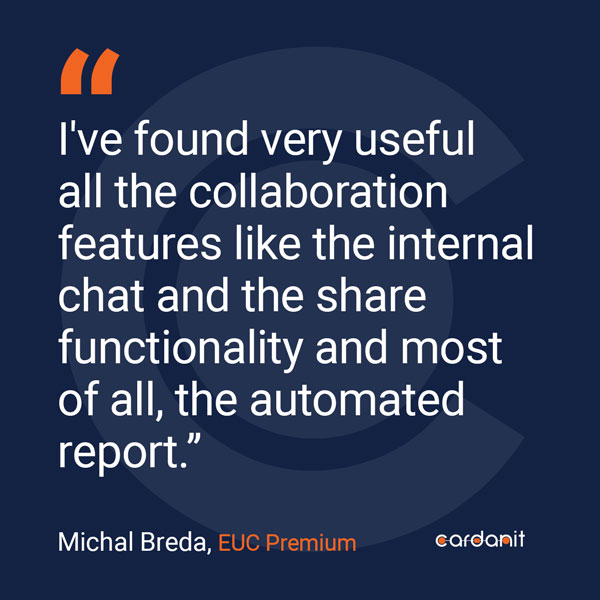 “
I've found very useful
all the collaboration
features like the internal
chat and the share
functionality and most
of all, the automated
report.”
Michal Breda, EUC Premium
cardanit